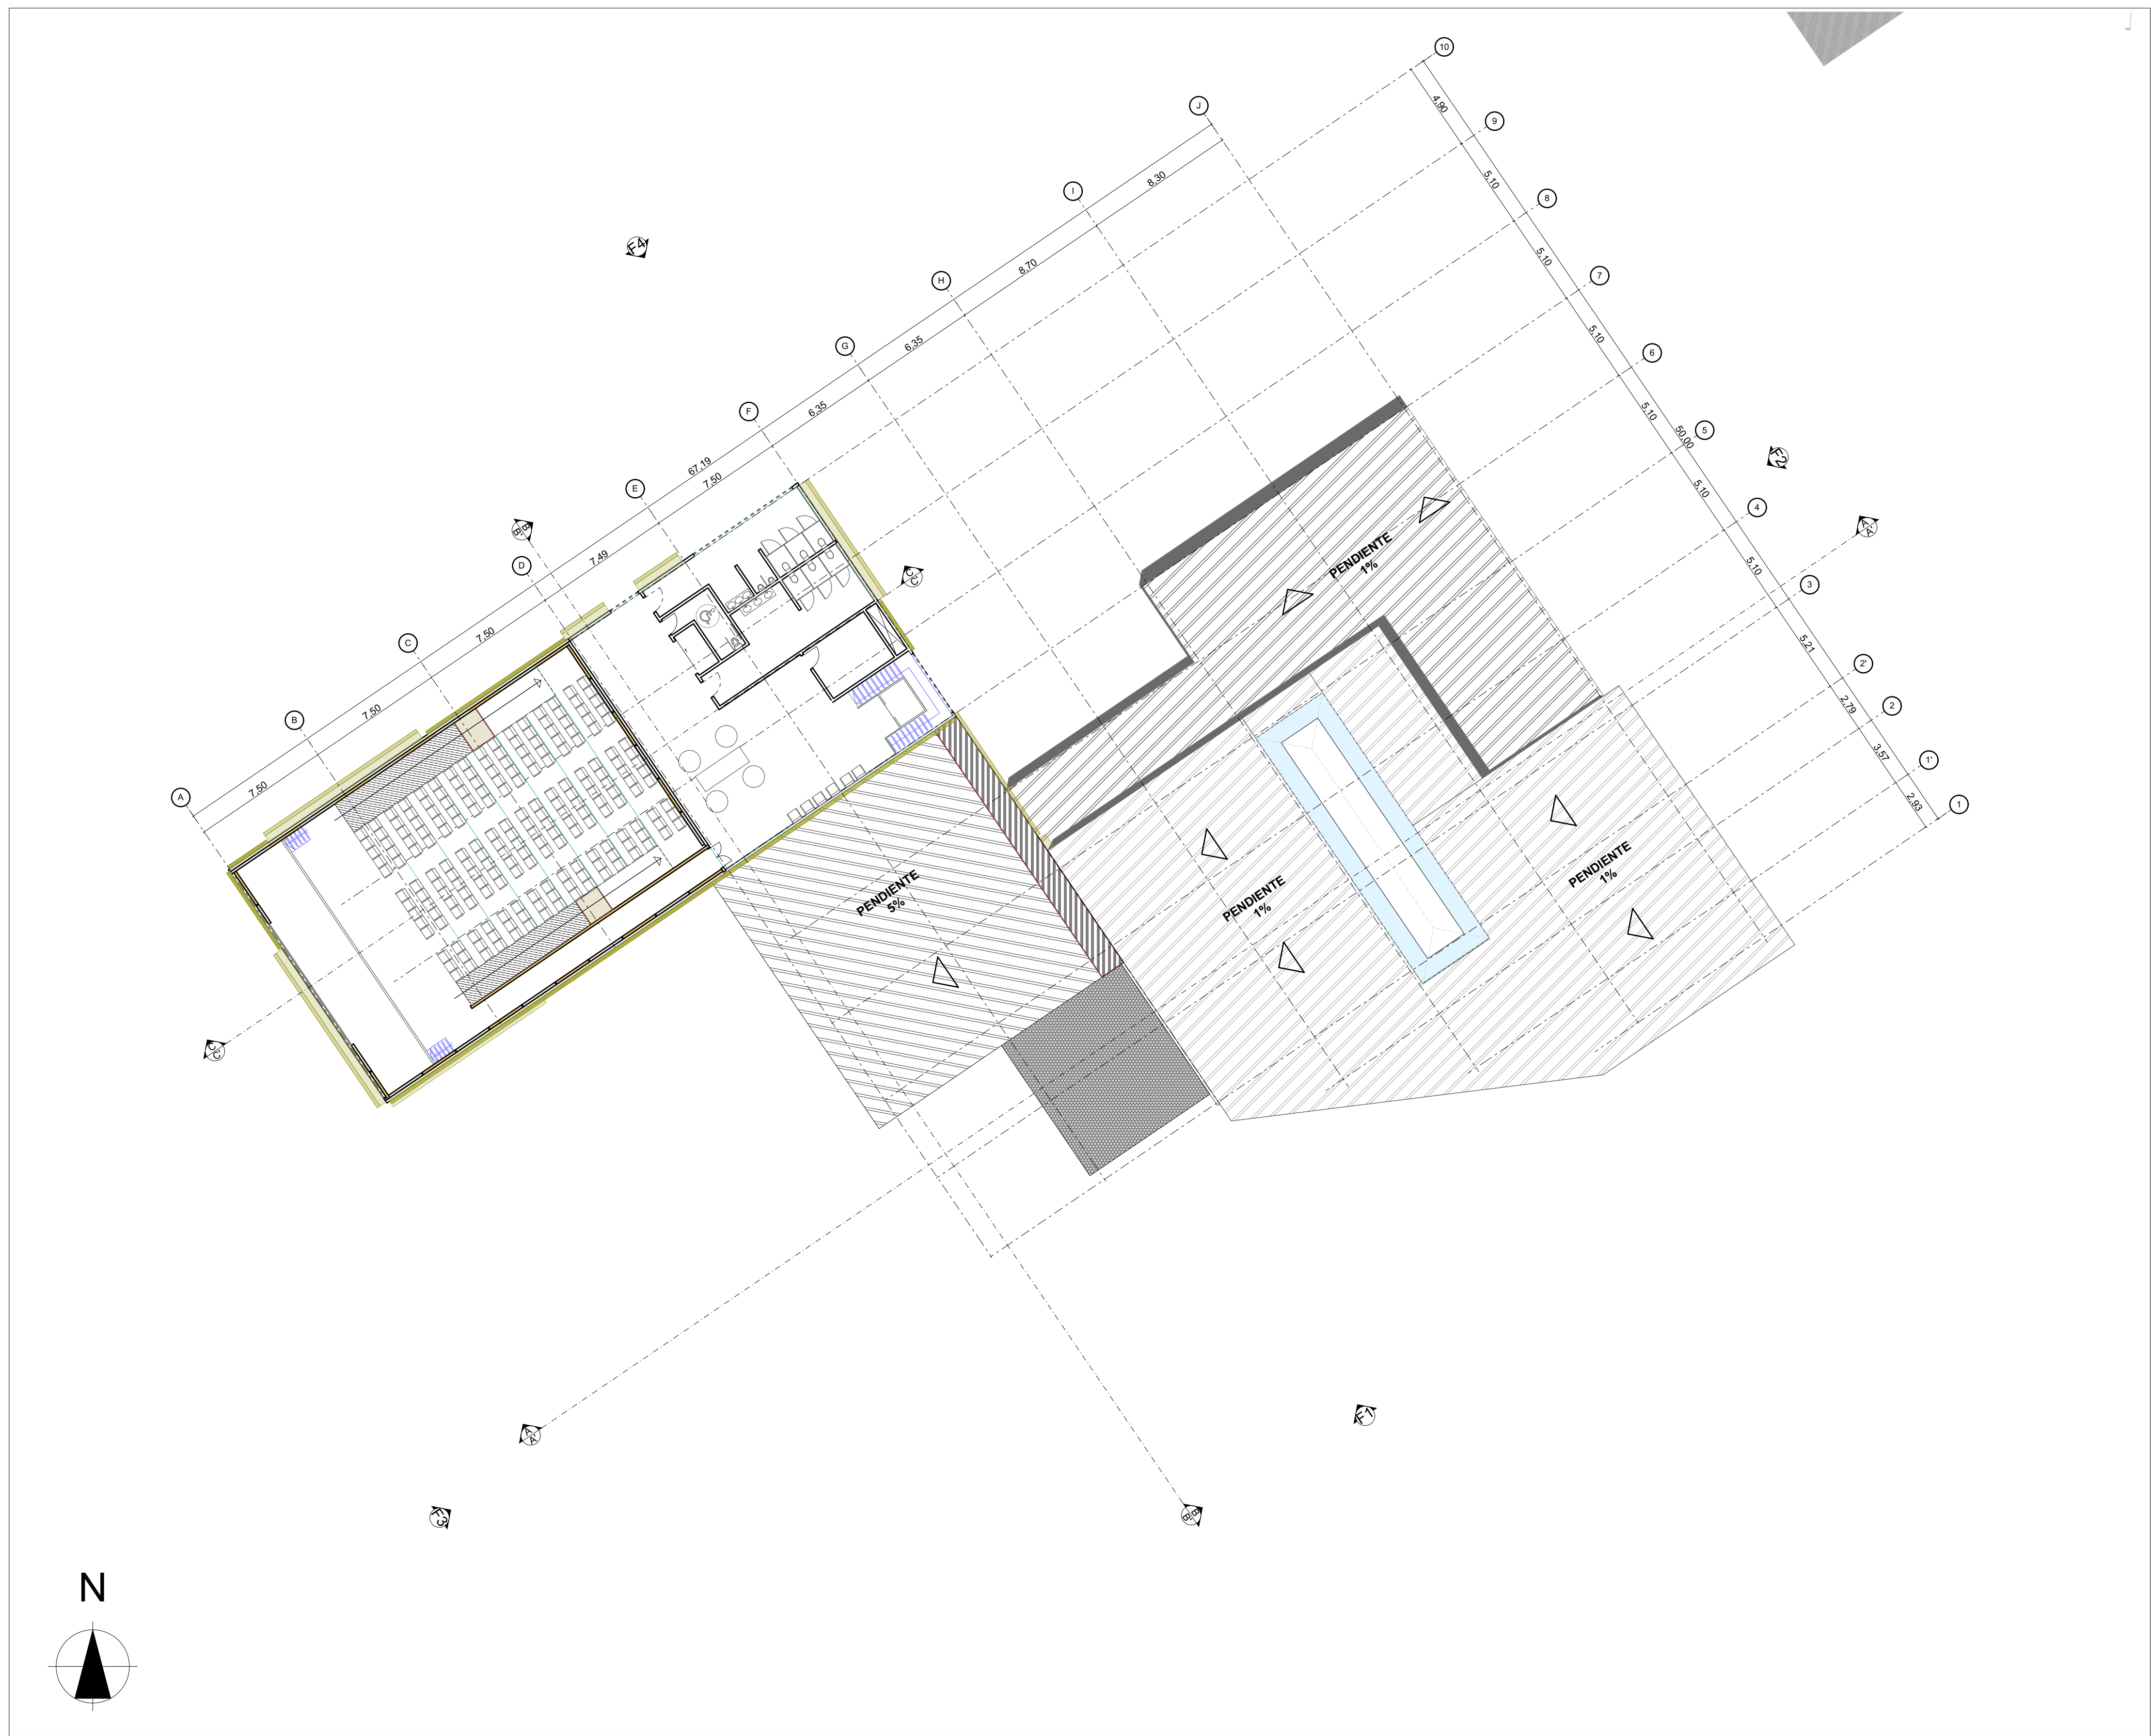 10
J
9
4,90
8,30
5,10
I
8
F4
5,10
8,70
H
7
5,10
6,35
G
6
6,35
5,10
F
50,00
5
F2
67,19
7,50
E
5,10
4
B
B'
7,49
A
A'
D
PENDIENTE
1%
5,10
C
C'
3
7,50
C
5,21
2'
7,50
B
2,79
2
3,57
1'
7,50
A
2,93
1
PENDIENTE
5%
PENDIENTE
1%
PENDIENTE
1%
C
C'
A
A'
F1
F3
B
B'
N